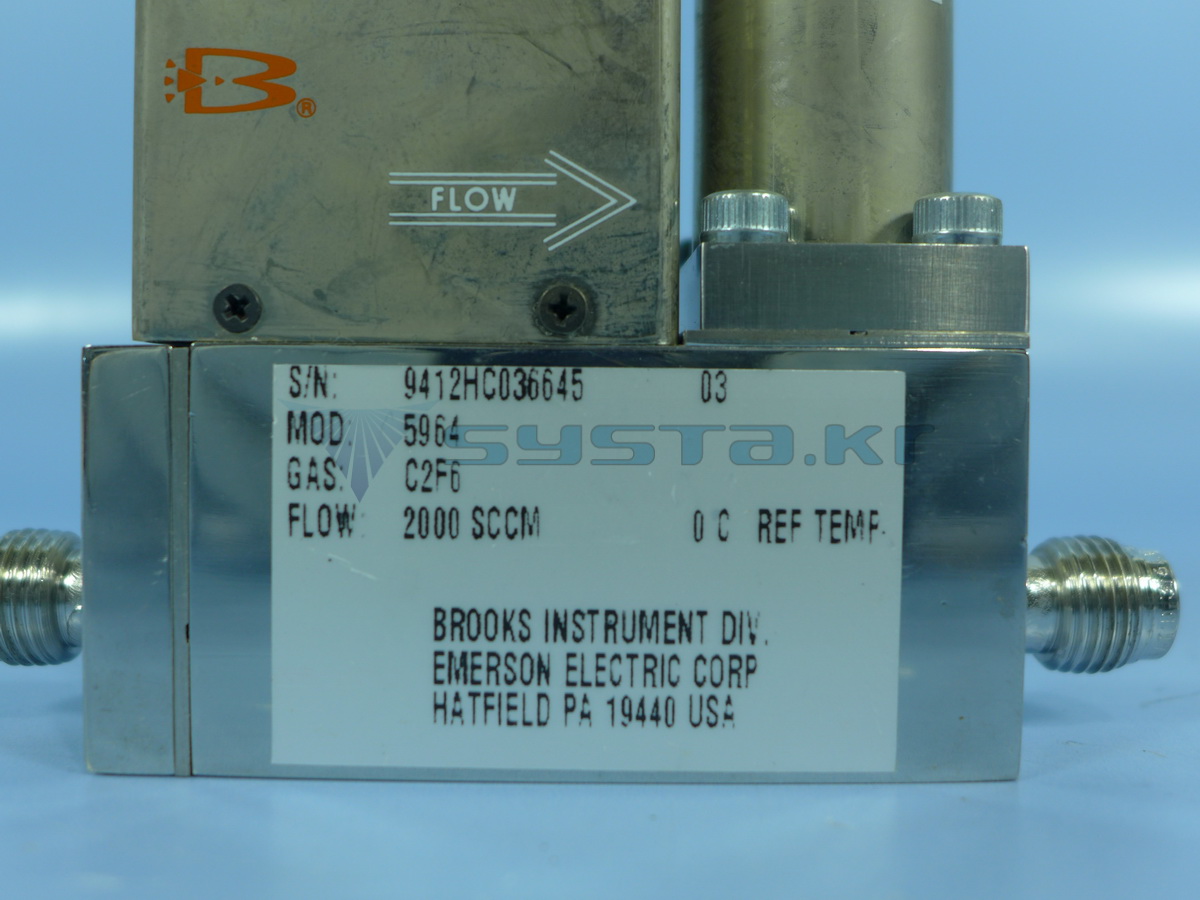 B®
FLOW
S/N: 9412HC036645 03
MOD: 5964
systa.kr
GAS: C2F6
FLOW: 2000 SCCM 0 C REF TEMP.
BROOKS INSTRUMENT DIV.
EMERSON ELECTRIC CORP
HATFIELD PA 19440 USA